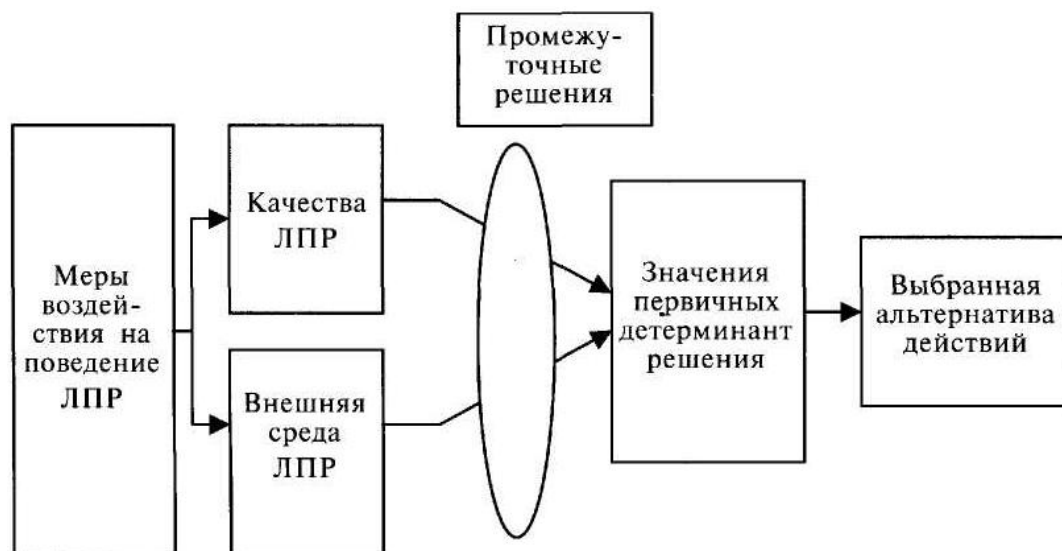 Промежу-
точные
решения
Меры
воздей-
ствия на
поведение
ЛПР
Качества
ЛПР
Внешняя
среда
ЛПР
Значения
первичных
детерминант
решения
Выбранная
альтернатива
действий